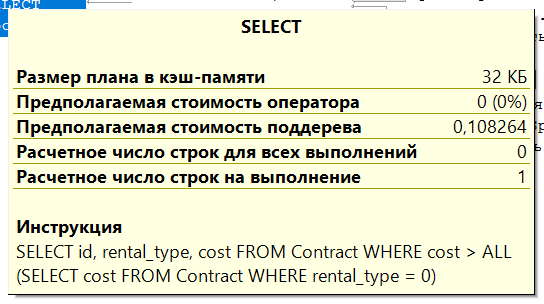 SELECT
Размер плана в кэш-памяти 32 КБ
Предполагаемая стоимость оператора 0 (0%)
Предполагаемая стоимость поддерева 0,108264
Расчетное число строк для всех выполнений 0
Расчетное число строк на выполнение 1
Инструкция
SELECT id, rental_type, cost FROM Contract WHERE cost > ALL
(SELECT cost FROM Contract WHERE rental_type = 0)